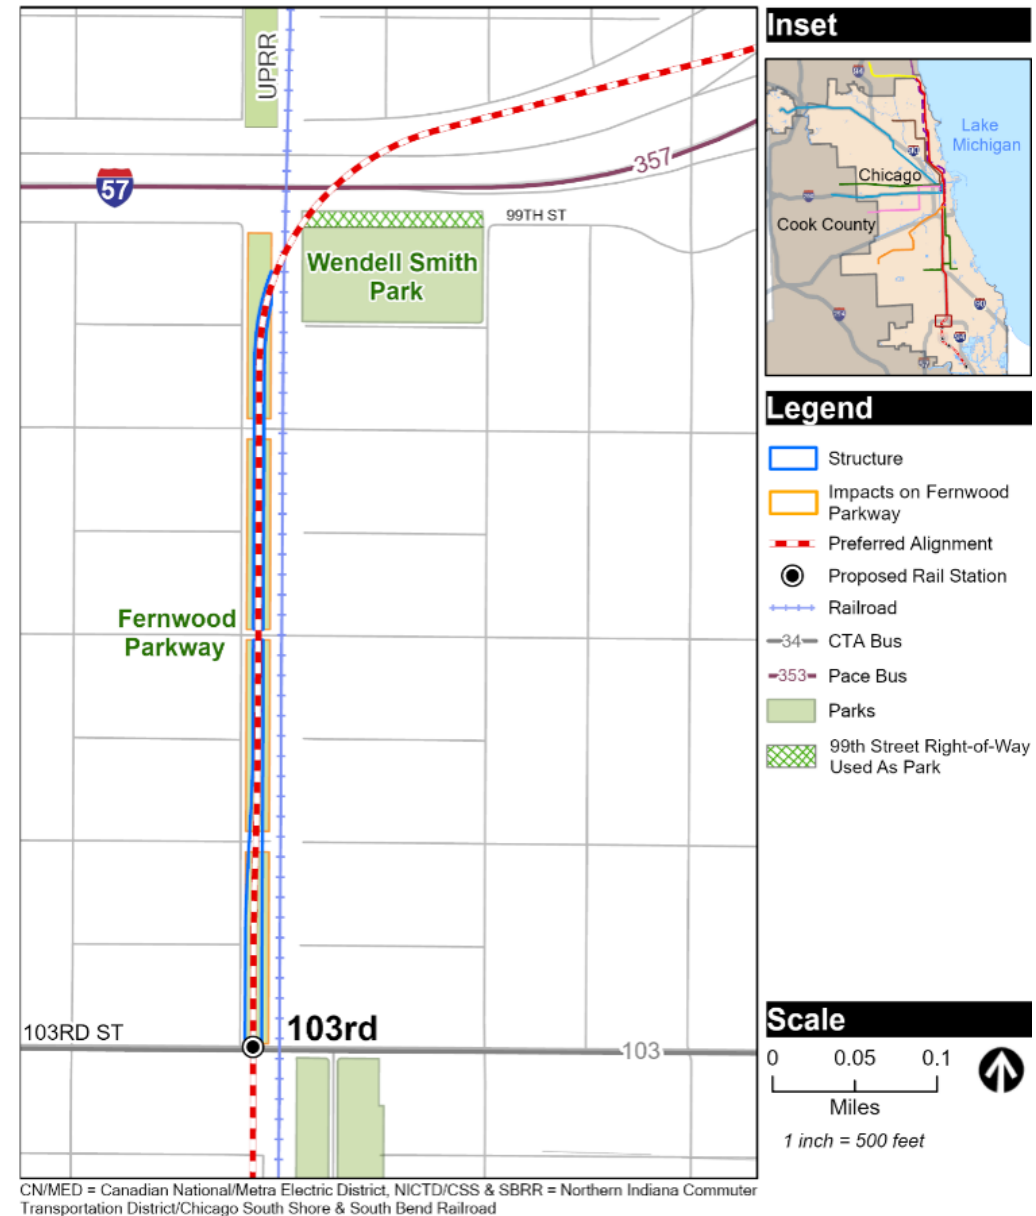 UPRR
57
357
99TH ST
Wendell Smith
Park
Fernwood
Parkway
103RD ST
103rd
103
CN/MED = Canadian National/Metra Electric District, NICTD/CSS & SBRR = Northern Indiana Commuter
Transportation District/Chicago South Shore & South Bend Railroad
Inset
Lake
Michigan
Chicago
Cook County
90
94
Legend
Structure
Impacts on Fernwood
Parkway
Preferred Alignment
Proposed Rail Station
Railroad
34 CTA Bus
353 Pace Bus
Parks
99th Street Right-of-Way
Used As Park
Scale
0 0.05 0.1
Miles
1 inch = 500 feet